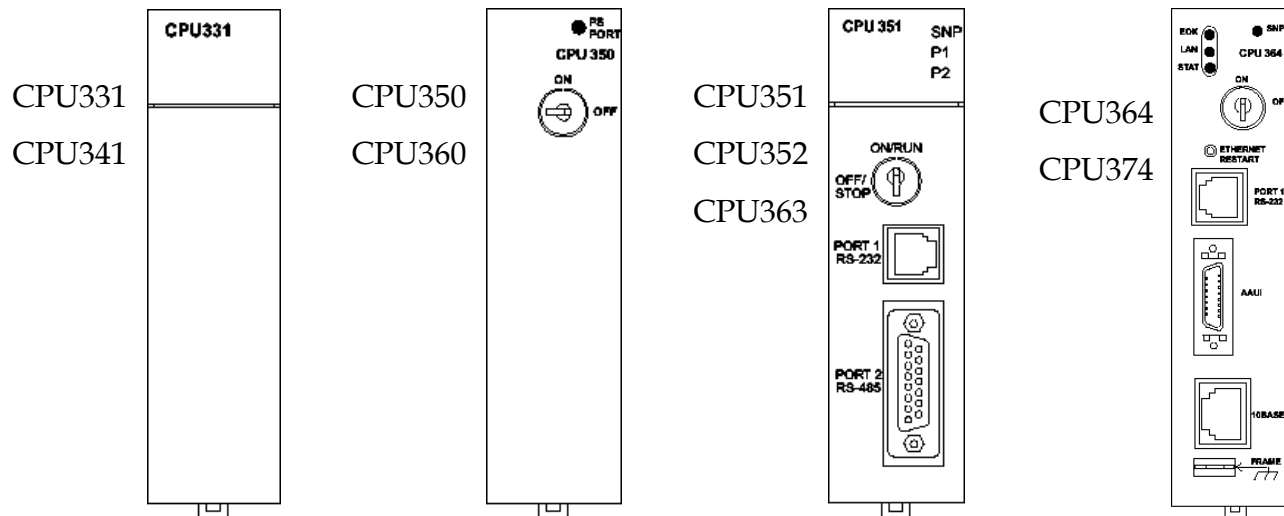 CPU331
CPU341
CPU331
CPU350
CPU360
PS
PORT
CPU 350
ON
OFF
CPU351
CPU352
CPU363
CPU 351
SNP
P1
P2
ON/RUN
OFF/
STOP
PORT 1
RS-232
PORT 2
RS-485
CPU364
CPU374
EOK
LAN
STAT
SNP
CPU 364
ON
OF
ETHERNET
RESTART
PORT 1
RS-232
AAUI
10BASE
FRAME